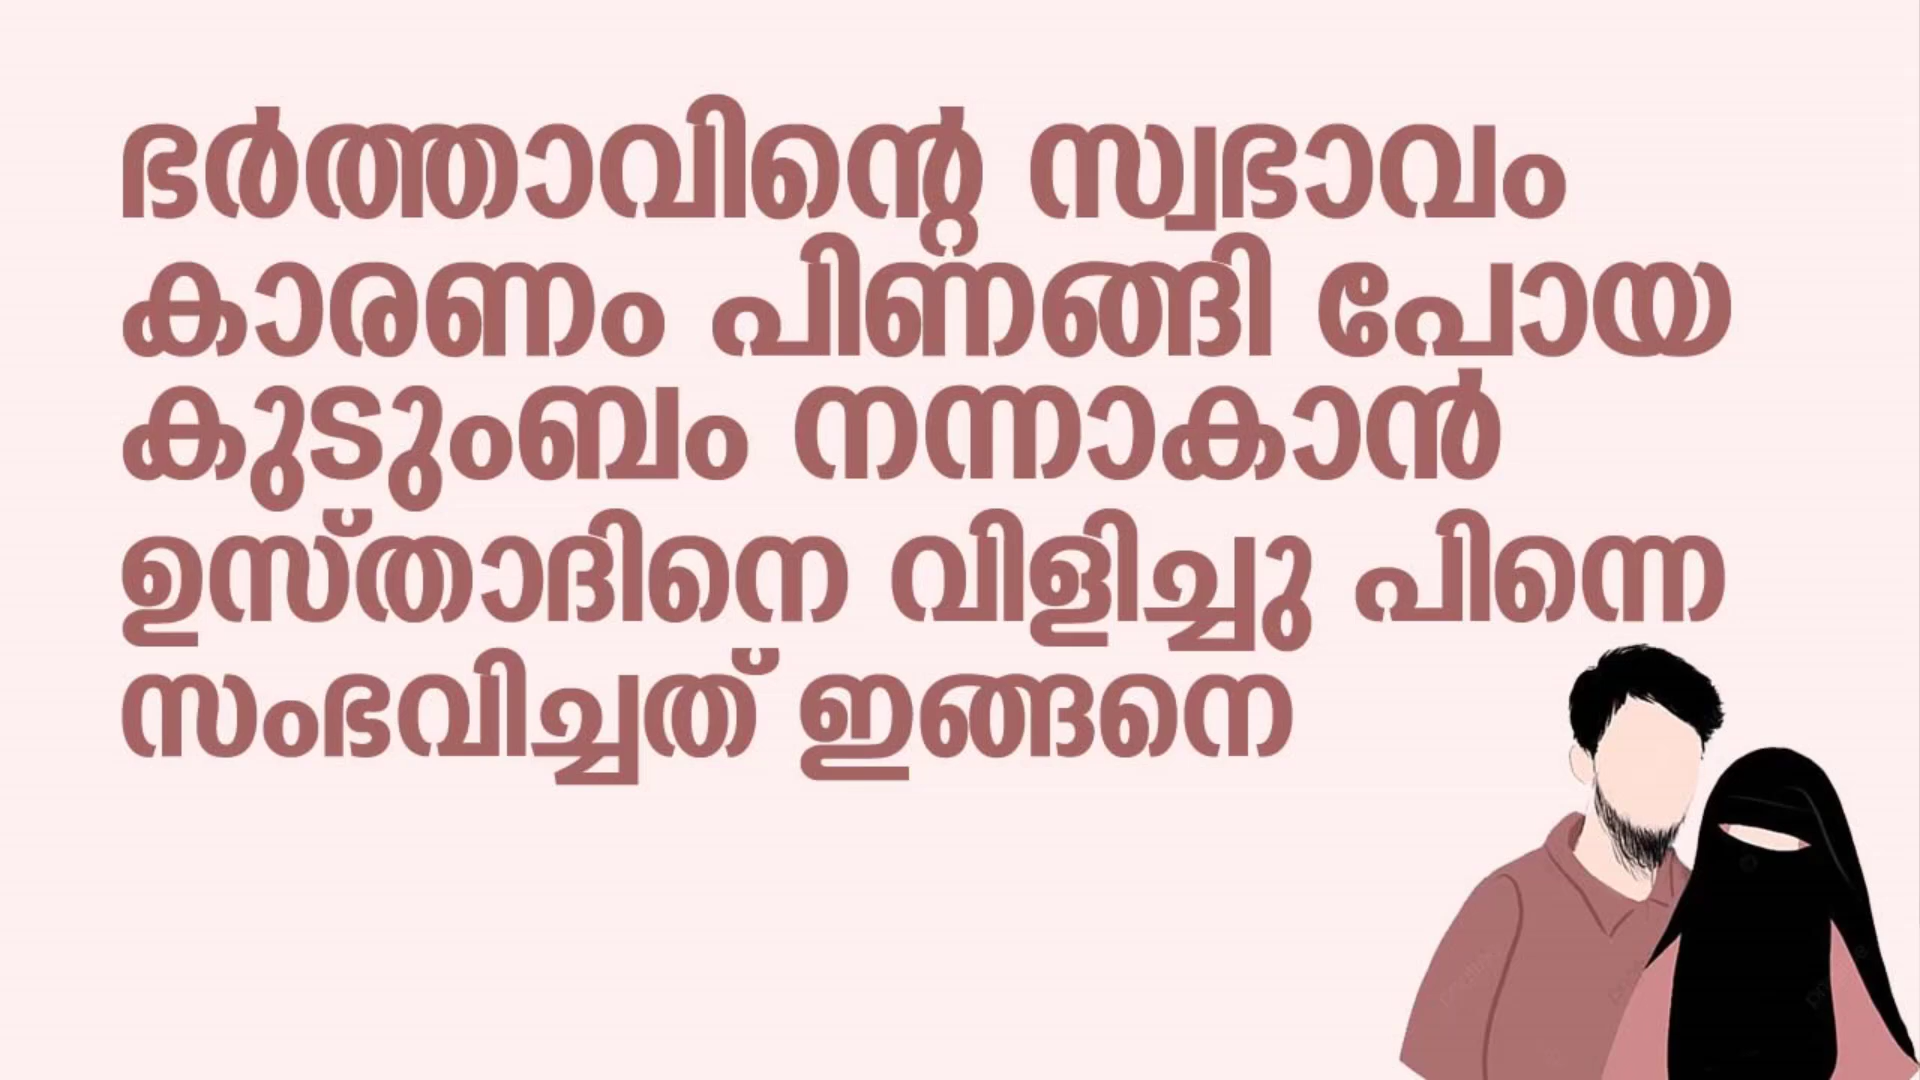 ഭർത്താവിന്റെ സ്വഭാവം
കാരണം പിണങ്ങി പോയ
കുടുംബം നന്നാകാൻ
ഉസ്താദിനെ വിളിച്ചു പിന്നെ
സംഭവിച്ചത് ഇങ്ങനെ